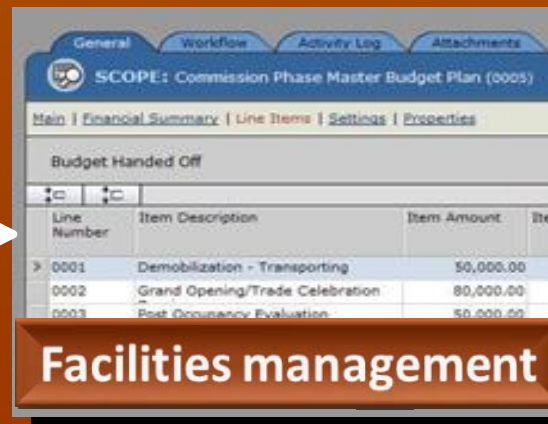 General Workflow Activity Log Attachments
SCOPE: Commission Phase Master Budget Plan (0005)
Main | Financial Summary | Line Items | Settings | Properties
Budget Handed Off
Line Number Item Description Item Amount
> 0001 Demobilization - Transporting 50,000.00
0002 Grand Opening/Trade Celebration 80,000.00
0003 Post Occupancy Evaluation 50,000.00
Facilities management